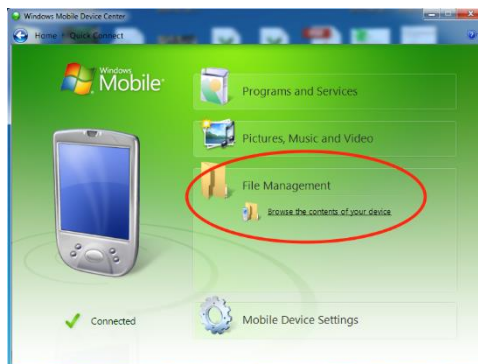 Windows Mobile Device Center
Home Quick Connect
Windows
Mobile
Programs and Services
Pictures, Music and Video
File Management
Browse the contents of your device
Connected
Mobile Device Settings